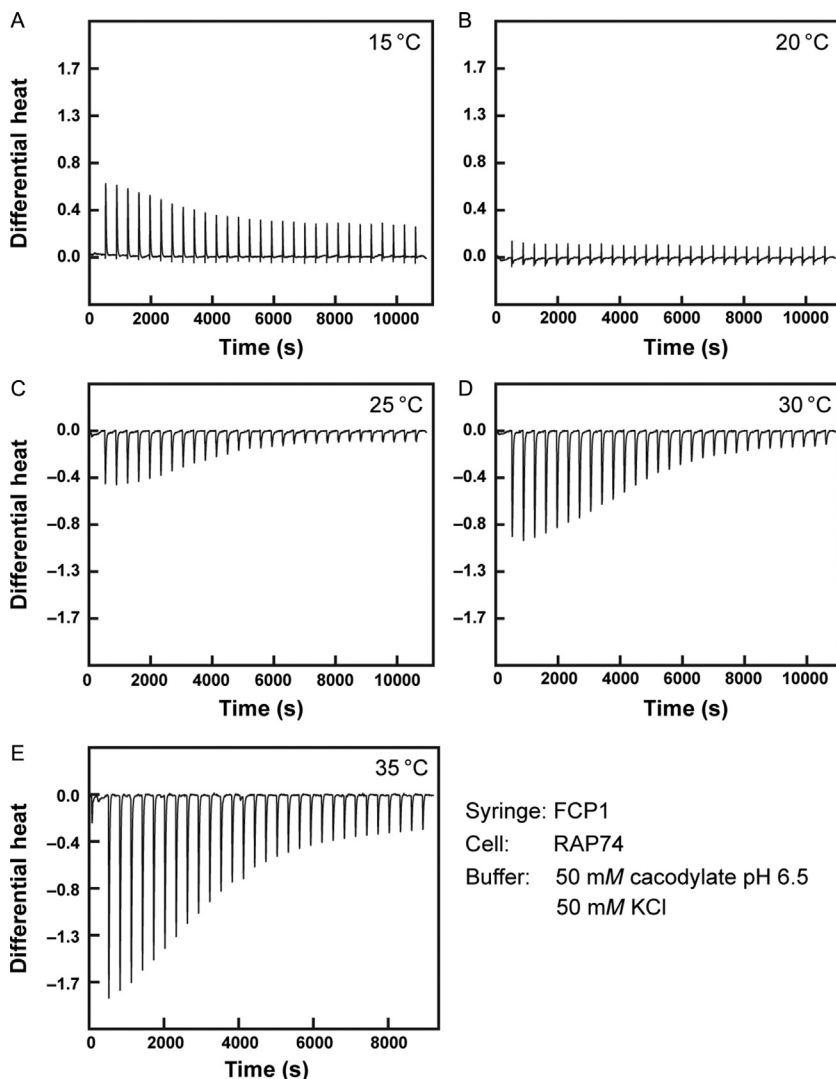 A
15 °C
Differential heat
1.7
1.3
0.8
0.4
0.0
0 2000 4000 6000 8000 10000
Time (s)
B
20 °C
1.7
1.3
0.8
0.4
0.0
0 2000 4000 6000 8000 10000
Time (s)
C
25 °C
Differential heat
0.0
–0.4
–0.8
–1.3
–1.7
0 2000 4000 6000 8000 10000
Time (s)
D
30 °C
0.0
–0.4
–0.8
–1.3
–1.7
0 2000 4000 6000 8000 10000
Time (s)
E
35 °C
Differential heat
0.0
–0.4
–0.8
–1.3
–1.7
0 2000 4000 6000 8000
Time (s)
Syringe: FCP1
Cell: RAP74
Buffer: 50 mM cacodylate pH 6.5
50 mM KCl